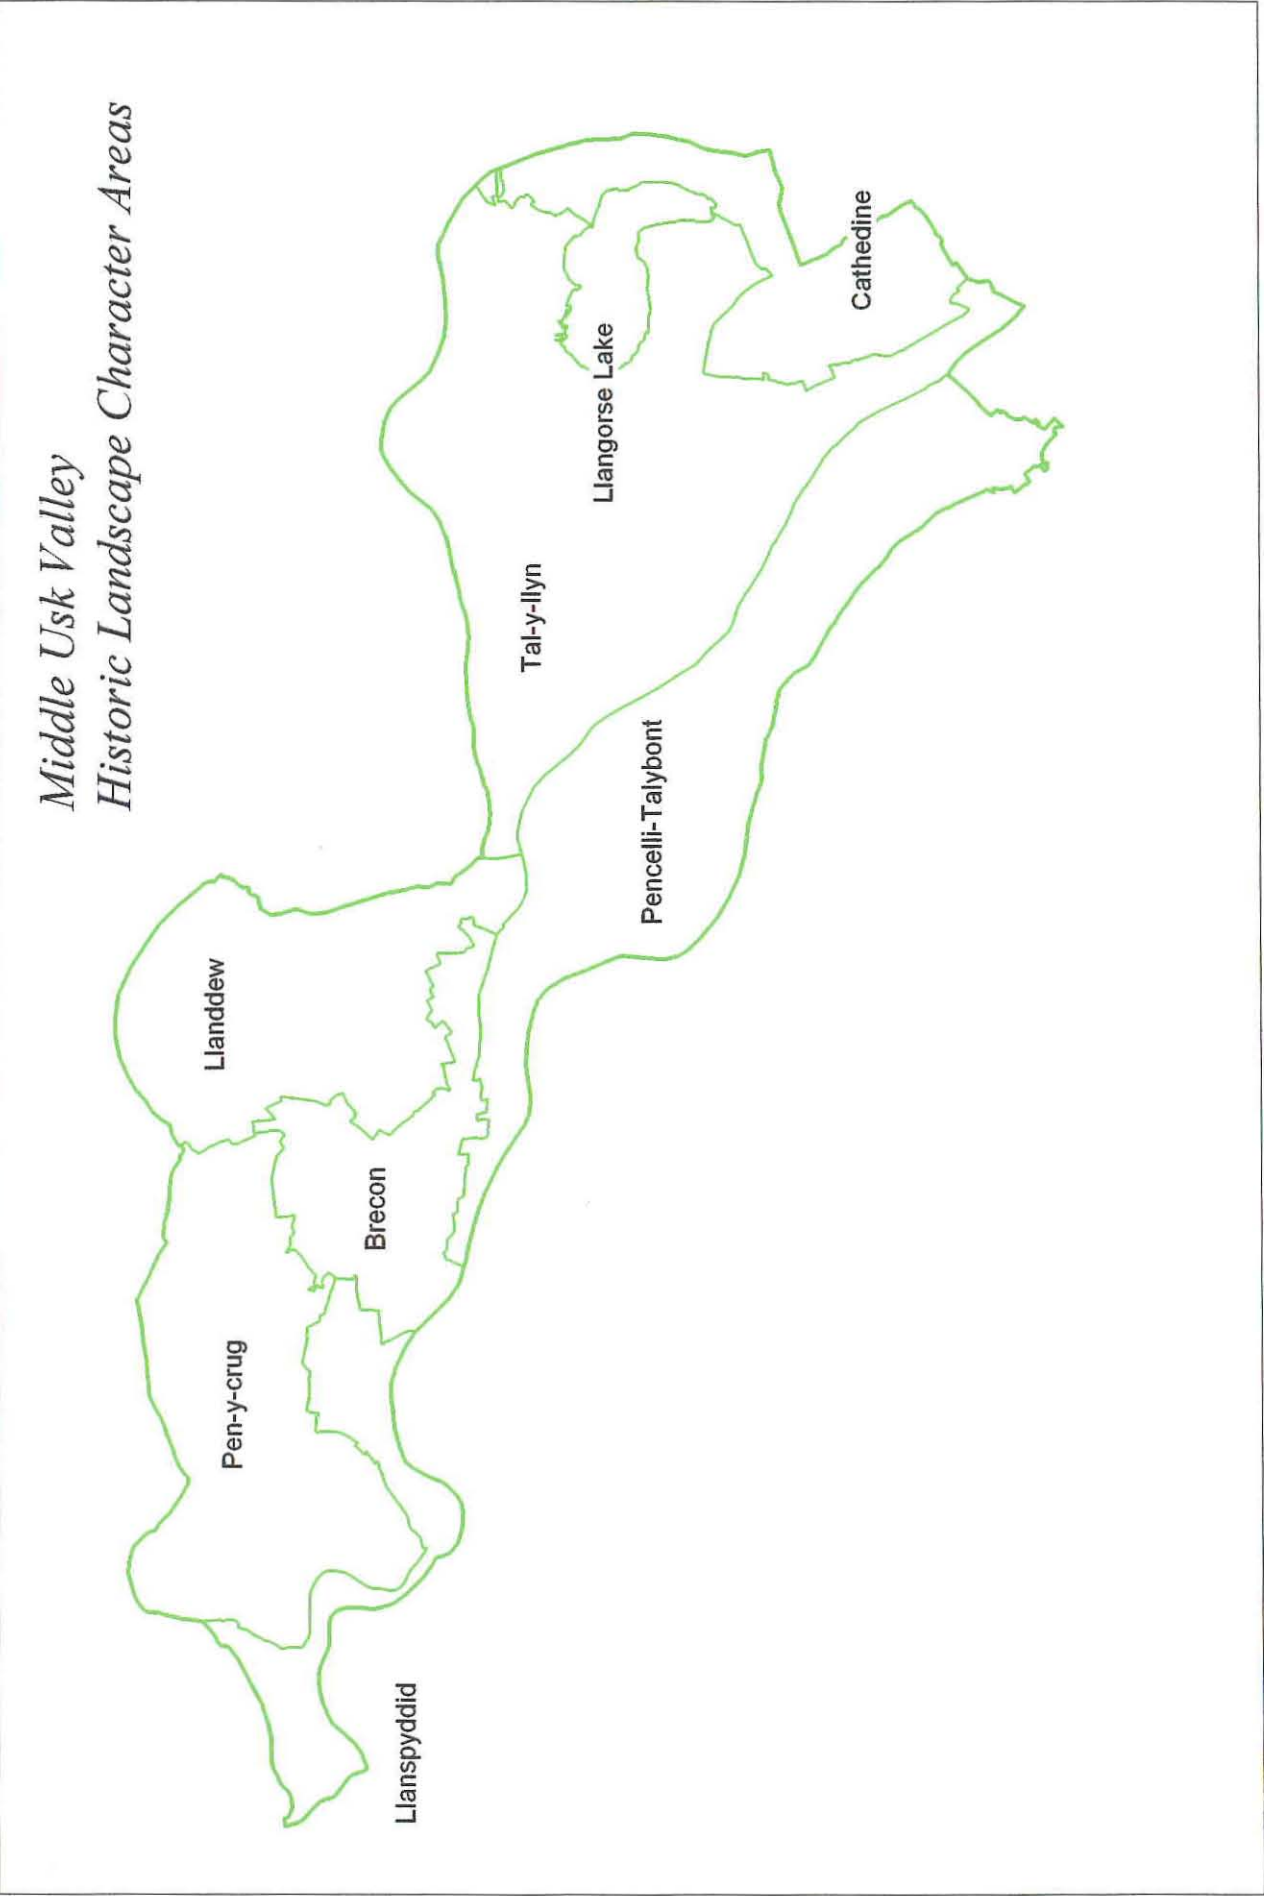 Middle Usk Valley
Historic Landscape Character Areas
Llanddew
Pen-y-crug
Brecon
Llanspyddid
Tal-y-llyn
Llangorse Lake
Pencelli-Talybont
Cathedine